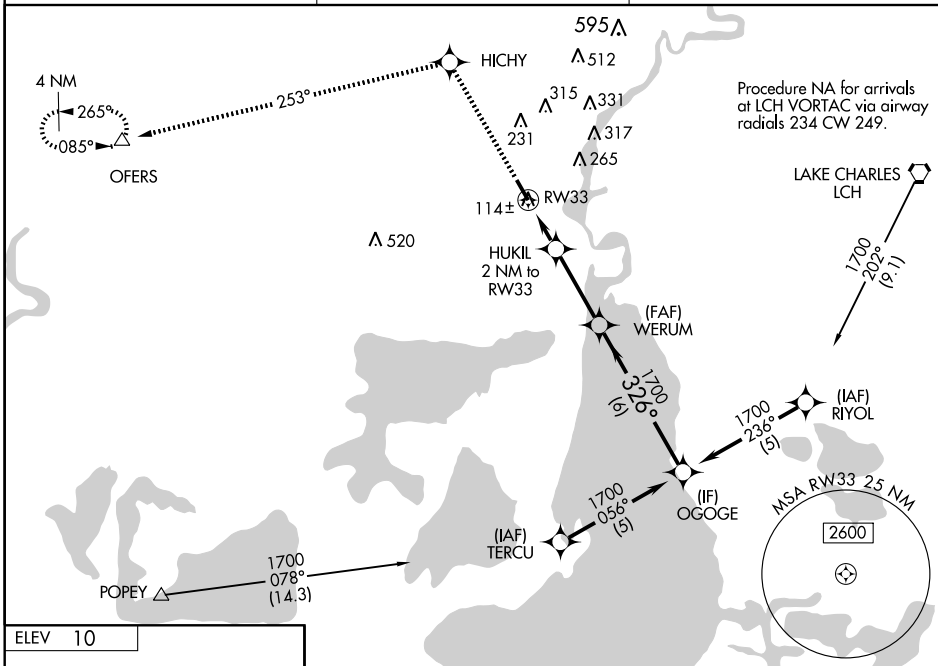 595
HICHY
512
4 NM
265°
253°
085°
OFERS
315
331
231
317
265
Procedure NA for arrivals
at LCH VORTAC via airway
radials 234 CW 249.
LAKE CHARLES
LCH
114±
RW33
520
HUKIL
2 NM to
RW33
1700
202°
(9.1)
(FAF)
WERUM
1700
326°
(6)
1700
236°
(5)
(IAF)
RIYOL
(IF)
OGOGE
1700
056°
(5)
(IAF)
TERCU
MSA RW33 25 NM
2600
1700
078°
(14.3)
POPEY
ELEV 10